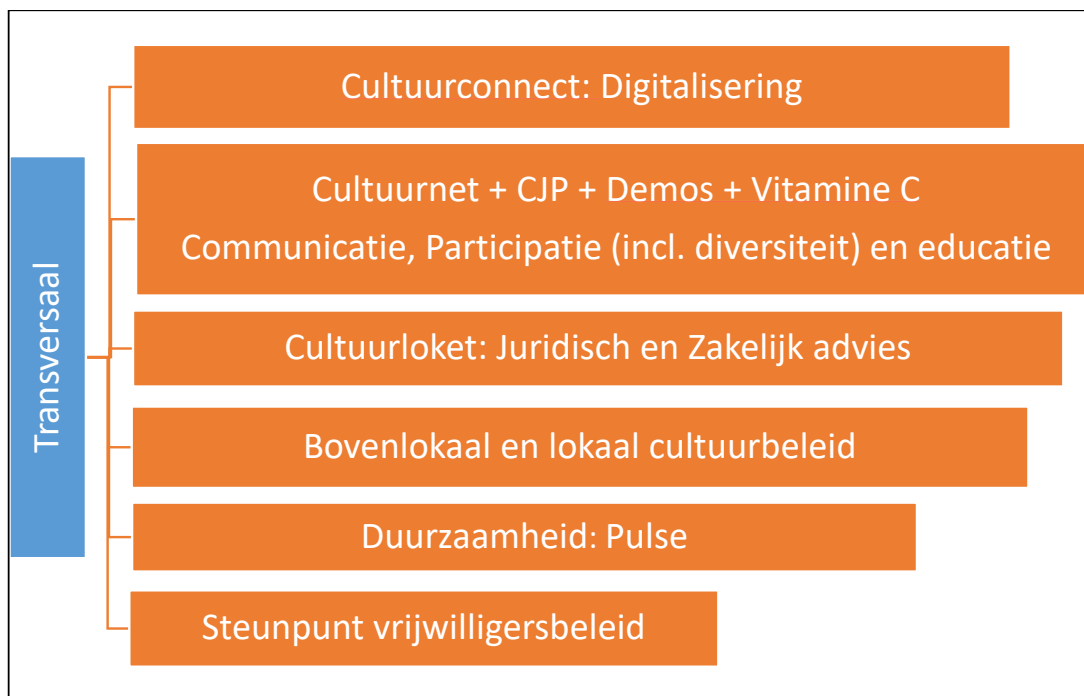 Transversaal
Cultuurconnect: Digitalisering
Cultuurnet + CJP + Demos + Vitamine C
Communicatie, Participatie (incl. diversiteit) en educatie
Cultuurloket: Juridisch en Zakelijk advies
Bovenlokaal en lokaal cultuurbeleid
Duurzaamheid: Pulse
Steunpunt vrijwilligersbeleid